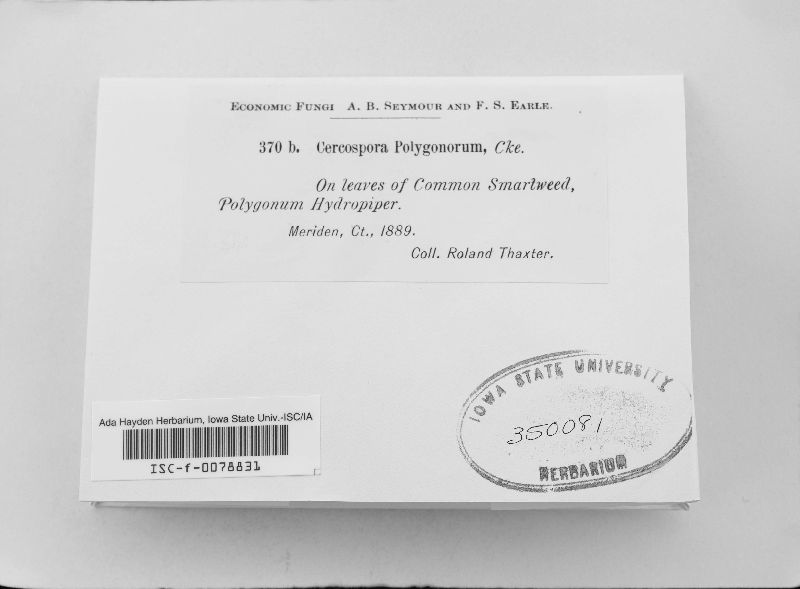 Economic Fungi A. B. Seymour and F. S. Earle.
370 b. Cercospora Polygonorum, Cke.
On leaves of Common Smartweed,
Polygonum Hydropiper.
Meriden, Ct., 1889.
Coll. Roland Thaxter.
IOWA STATE UNIVERSITY
350081
HERBARIUM
Ada Hayden Herbarium, Iowa State Univ.-ISC/IA
ISC-f-0078831